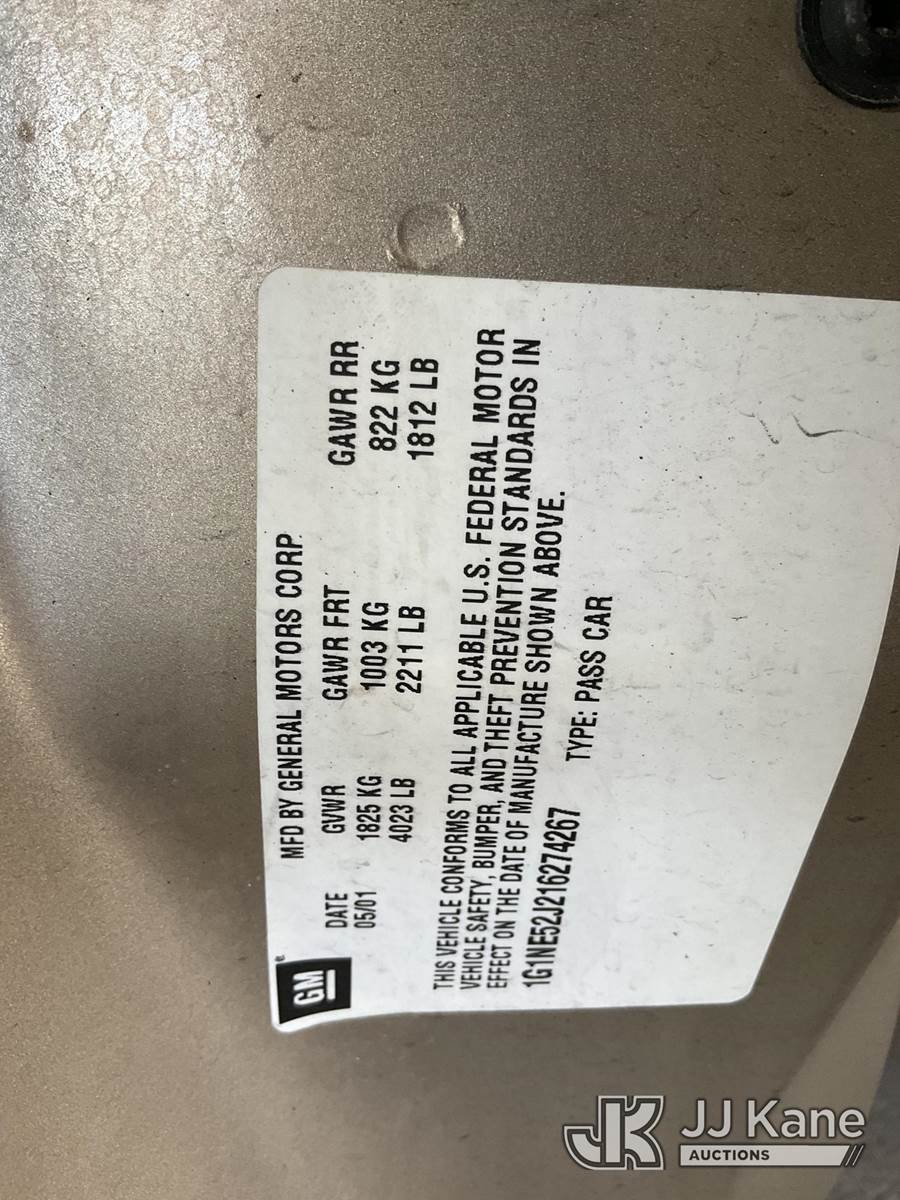 GM
MFD BY GENERAL MOTORS CORP
DATE GVWR GAWR FRT GAWR RR
05/01 1825 KG 1003 KG 822 KG
4023 LB 2211 LB 1812 LB
THIS VEHICLE CONFORMS TO ALL APPLICABLE U.S. FEDERAL MOTOR
VEHICLE SAFETY, BUMPER, AND THEFT PREVENTION STANDARDS IN
EFFECT ON THE DATE OF MANUFACTURE SHOWN ABOVE.
1G1NE52J216274267 TYPE: PASS CAR
JK JJ Kane
AUCTIONS